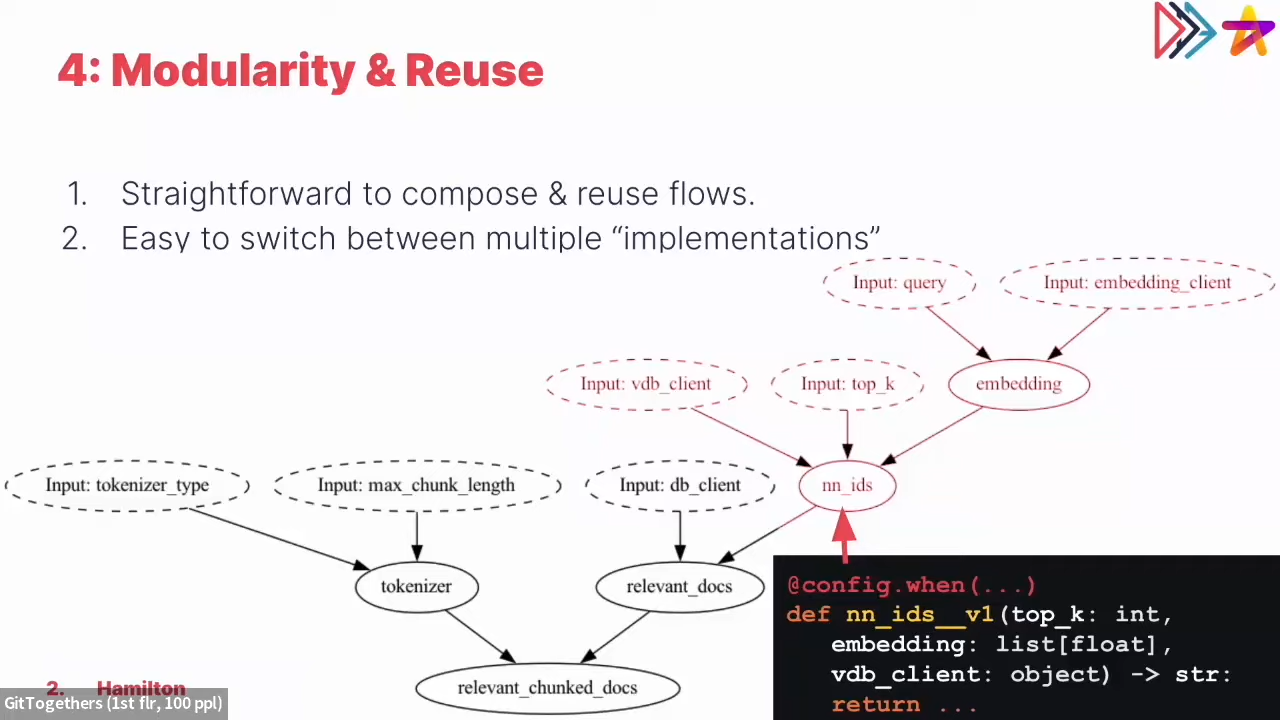 4: Modularity & Reuse
1. Straightforward to compose & reuse flows.
2. Easy to switch between multiple “implementations”
Input: query
Input: embedding_client
Input: vdb_client
Input: top_k
embedding
Input: tokenizer_type
Input: max_chunk_length
Input: db_client
nn_ids
tokenizer
relevant_docs
relevant_chunked_docs
@config.when(...)
def nn_ids__v1(top_k: int,
embedding: list[float],
vdb_client: object) -> str:
return ...
2. Hamilton
GitTogethers (1st flr, 100 ppl)